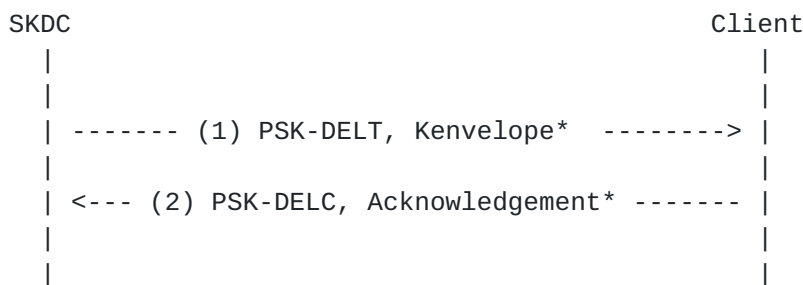 SKDC Client
| |
| |
| ------- (1) PSK-DELT, Kenvelope* --------> |
| |
| <--- (2) PSK-DELC, Acknowledgement* ------- |
| |
| |